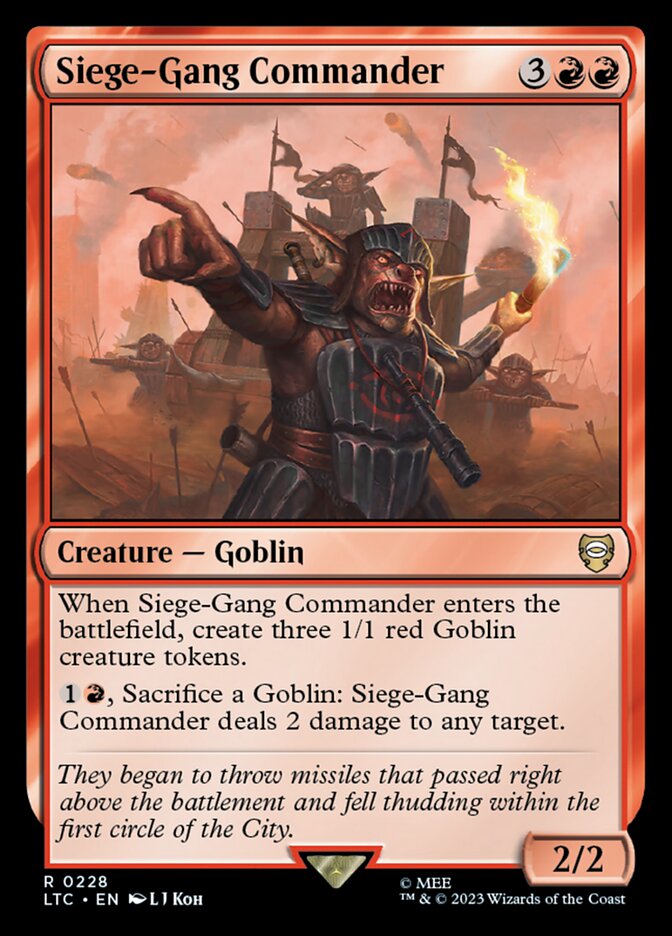 Siege-Gang Commander 3
Creature — Goblin
When Siege-Gang Commander enters the
battlefield, create three 1/1 red Goblin
creature tokens.
1, Sacrifice a Goblin: Siege-Gang
Commander deals 2 damage to any target.
They began to throw missiles that passed right
above the battlement and fell thudding within the
first circle of the City.
2/2
R 0228
LTC • EN LJ Koh
© MEE
™ & © 2023 Wizards of the Coast